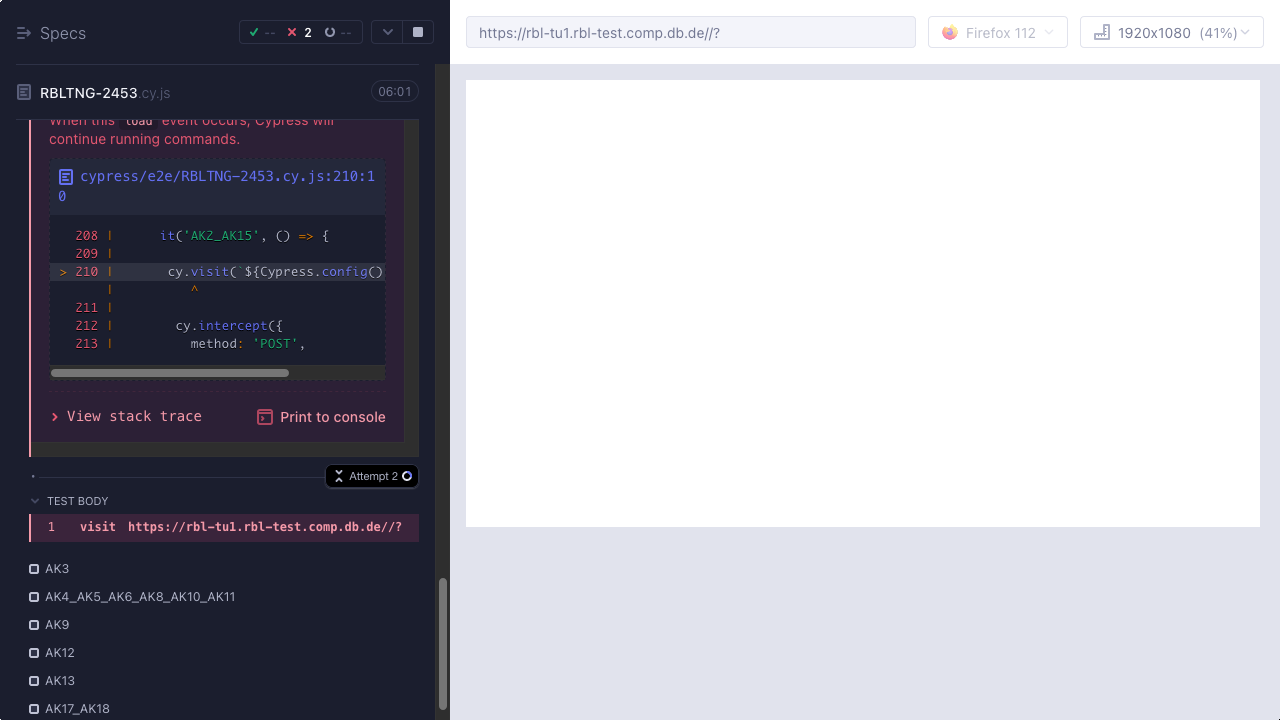 Specs
-- 2 --
https://rbl-tu1.rbl-test.comp.db.de//?
Firefox 112
1920x1080 (41%)
RBLTNG-2453.cy.js
06:01
When this load event occurs, Cypress will
continue running commands.
cypress/e2e/RBLTNG-2453.cy.js:210:1
0
208 | it('AK2_AK15', () => {
209 |
> 210 | cy.visit(`${Cypress.config()
| ^
211 |
212 | cy.intercept({
213 | method: 'POST',
View stack trace
Print to console
Attempt 2
TEST BODY
1 visit https://rbl-tu1.rbl-test.comp.db.de//?
AK3
AK4_AK5_AK6_AK8_AK10_AK11
AK9
AK12
AK13
AK17_AK18